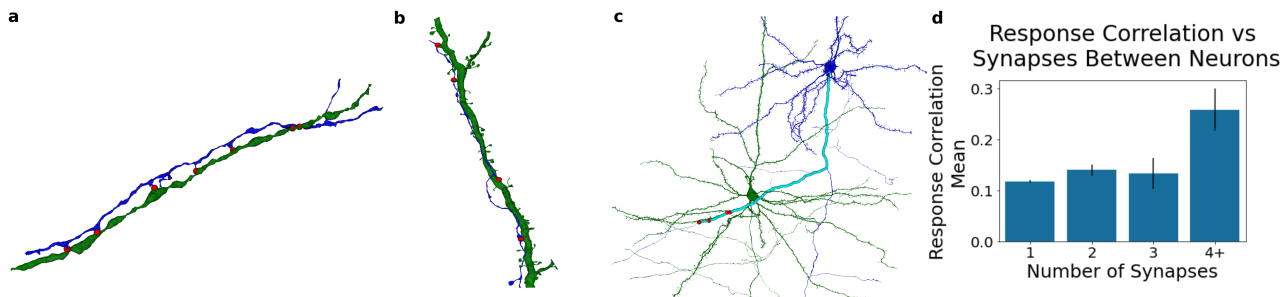 a
b
c
d
Response Correlation vs
Synapses Between Neurons
Response Correlation
Mean
0.3
0.2
0.1
0.0
1 2 3 4+
Number of Synapses